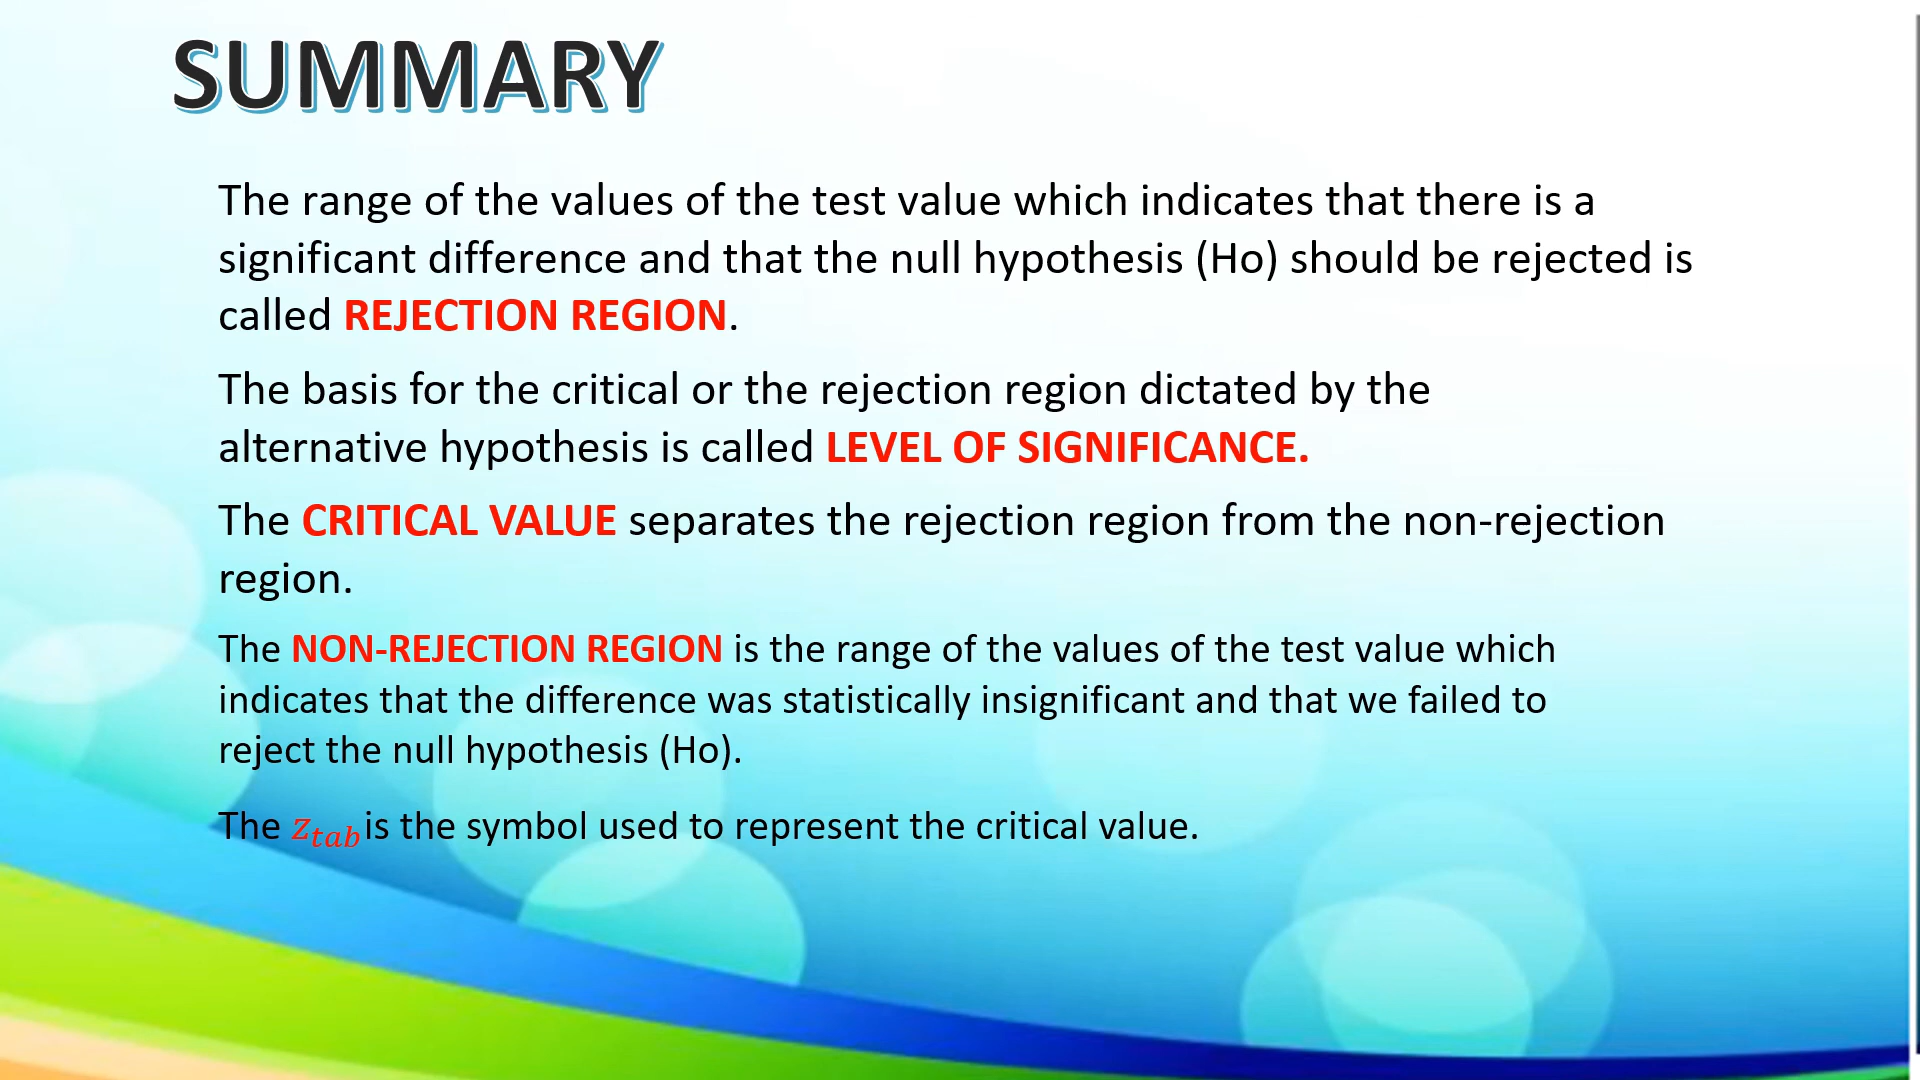 SUMMARY
The range of the values of the test value which indicates that there is a
significant difference and that the null hypothesis (Ho) should be rejected is
called REJECTION REGION.
The basis for the critical or the rejection region dictated by the
alternative hypothesis is called LEVEL OF SIGNIFICANCE.
The CRITICAL VALUE separates the rejection region from the non-rejection
region.
The NON-REJECTION REGION is the range of the values of the test value which
indicates that the difference was statistically insignificant and that we failed to
reject the null hypothesis (Ho).
The z_tab is the symbol used to represent the critical value.